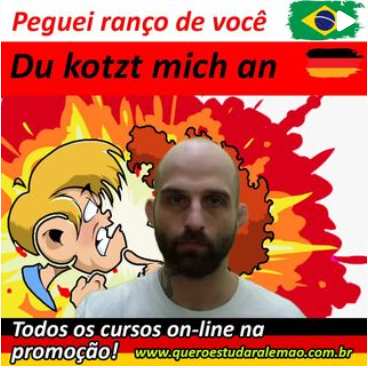 Peguei ranço de você
Du kotzt mich an
Todos os cursos on-line na
promoção! www.queroestudaralemao.com.br